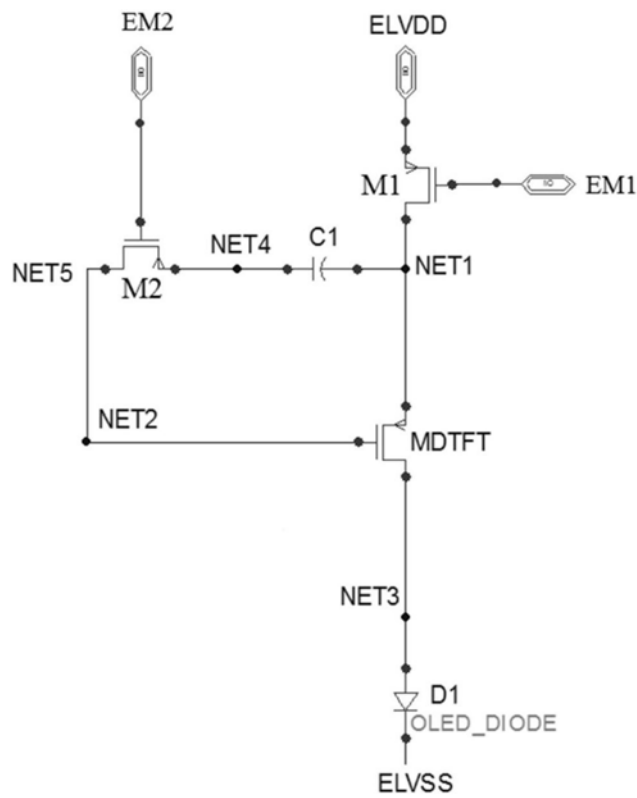 EM2
ELVDD
M1
EM1
NET4
C1
NET5
M2
NET1
NET2
MDTFT
NET3
D1
OLED_DIODE
ELVSS